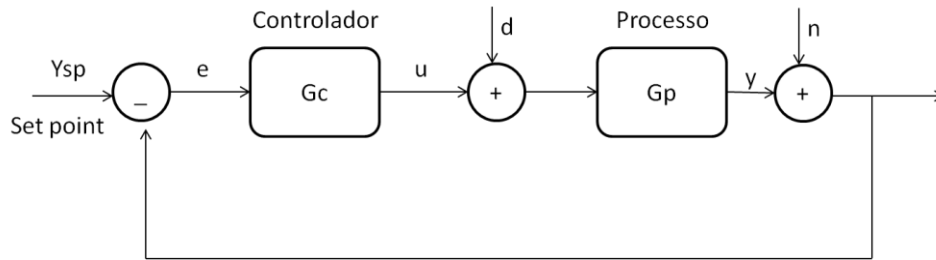 Controlador
Processo
d
n
Ysp
e
u
y
_
Gc
+
Gp
+
Set point